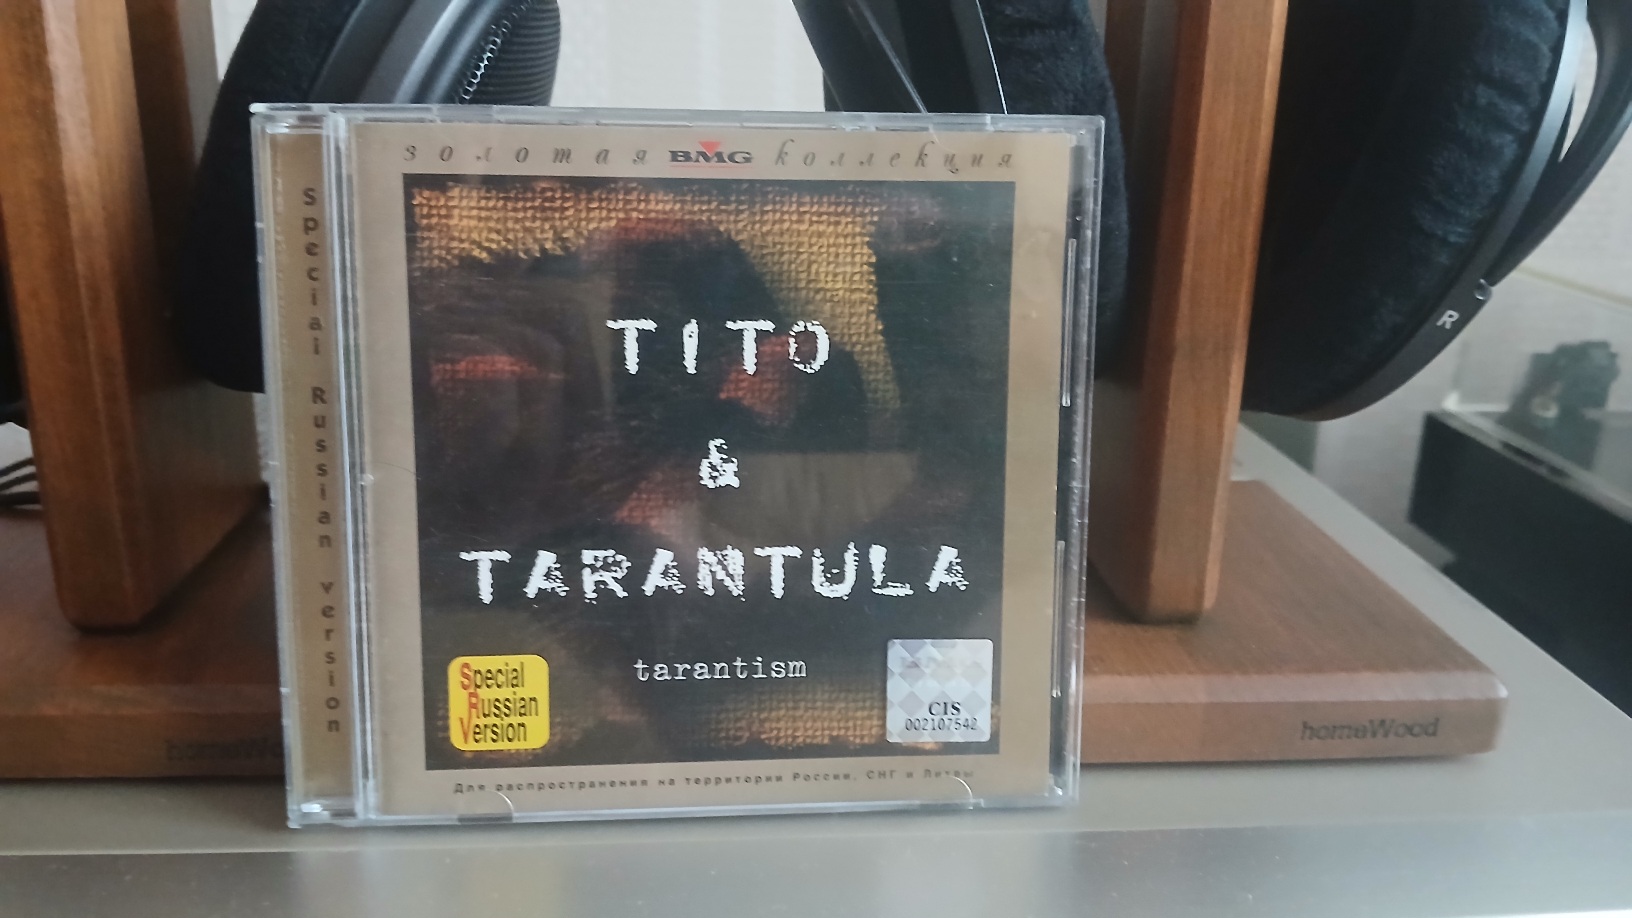 Special Russian version
золотая BMG коллекция
TITO
&
TARANTULA
tarantism
Special
Russian
Version
CIS
002107542
Для распространения на территории России, СНГ и Литвы
R
homeWood